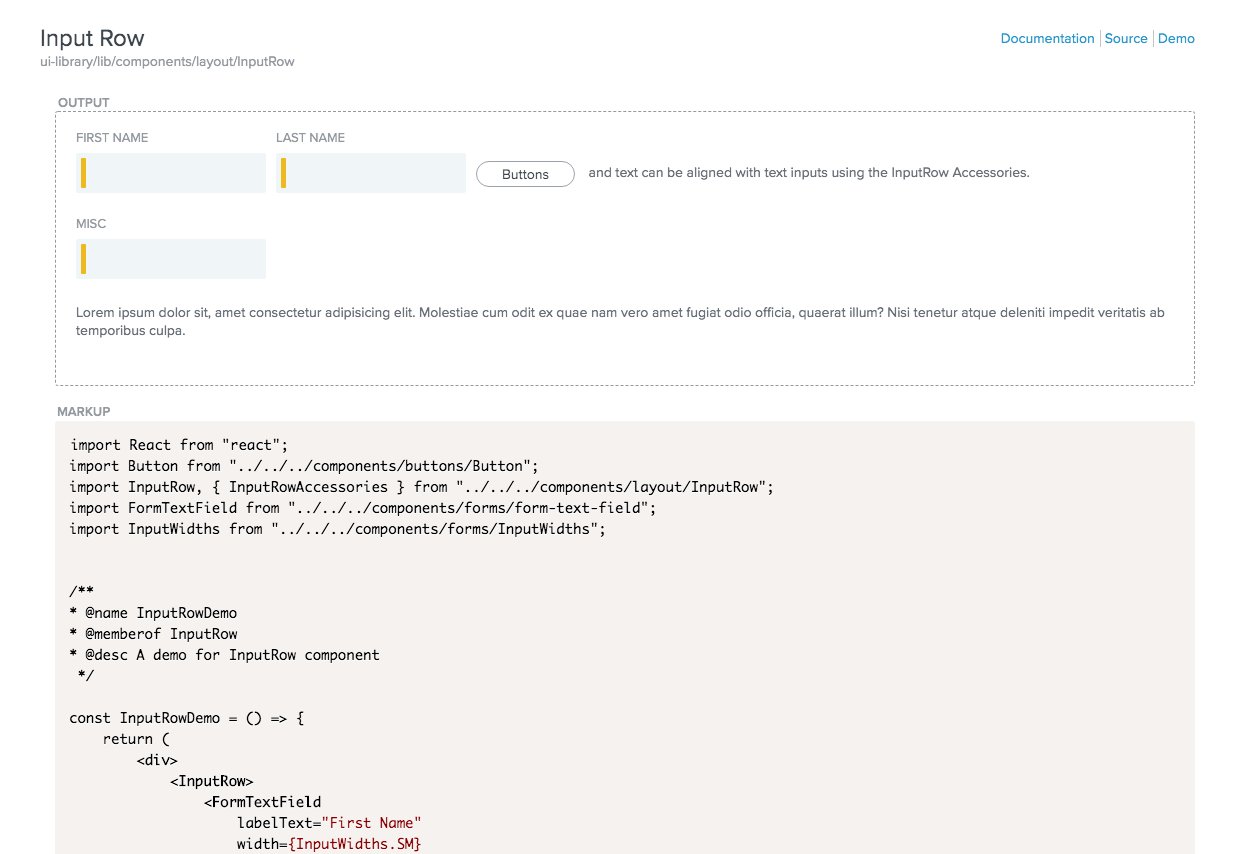 Input Row
Documentation Source Demo
ui-library/lib/components/layout/InputRow
OUTPUT
FIRST NAME LAST NAME
Buttons and text can be aligned with text inputs using the InputRow Accessories.
MISC
Lorem ipsum dolor sit, amet consectetur adipisicing elit. Molestiae cum odit ex quae nam vero amet fugiat odio officia, quaerat illum? Nisi tenetur atque deleniti impedit veritatis ab
temporibus culpa.
MARKUP
import React from "react";
import Button from "../../../components/buttons/Button";
import InputRow, { InputRowAccessories } from "../../../components/layout/InputRow";
import FormTextField from "../../../components/forms/form-text-field";
import InputWidths from "../../../components/forms/InputWidths";
/**
* @name InputRowDemo
* @memberof InputRow
* @desc A demo for InputRow component
*/
const InputRowDemo = () => {
return (
<div>
<InputRow>
<FormTextField
labelText="First Name"
width={InputWidths.SM}